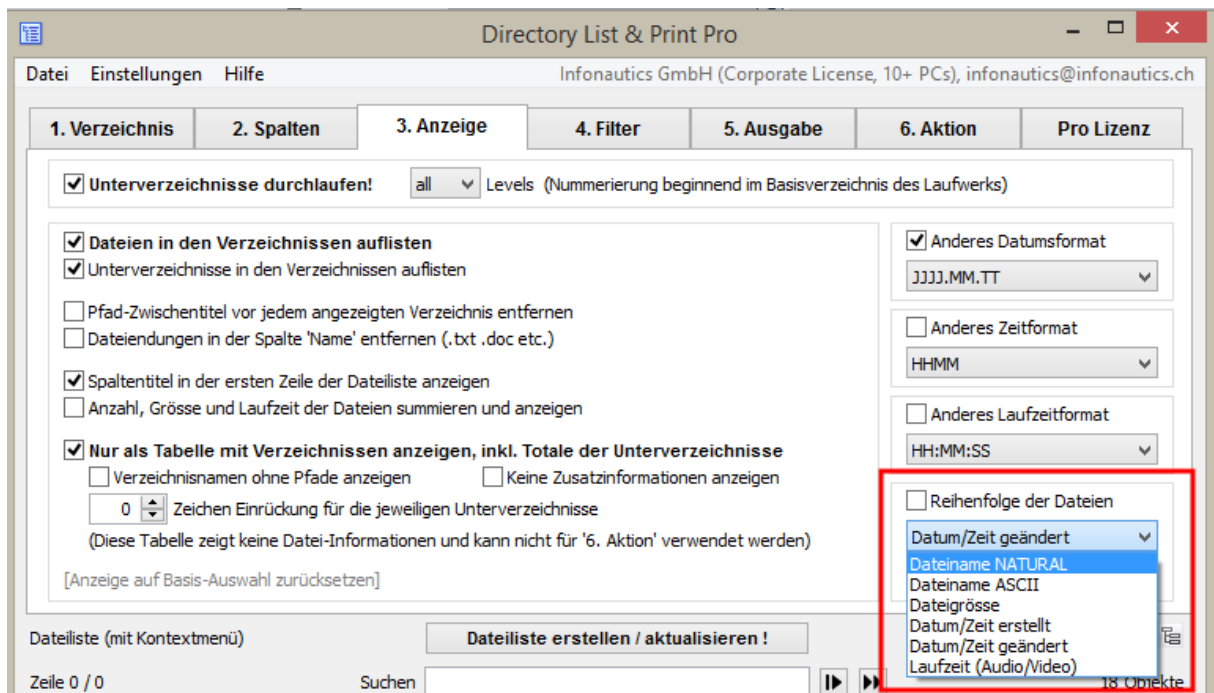 Directory List & Print Pro
Datei Einstellungen Hilfe Infonautics GmbH (Corporate License, 10+ PCs), infonautics@infonautics.ch
1. Verzeichnis 2. Spalten 3. Anzeige 4. Filter 5. Ausgabe 6. Aktion Pro Lizenz
Unterverzeichnisse durchlaufen! all Levels (Nummerierung beginnend im Basisverzeichnis des Laufwerks)
Dateien in den Verzeichnissen auflisten
Unterverzeichnisse in den Verzeichnissen auflisten
Pfad-Zwischentitel vor jedem angezeigten Verzeichnis entfernen
Dateiendungen in der Spalte 'Name' entfernen (.txt .doc etc.)
Spaltentitel in der ersten Zeile der Dateiliste anzeigen
Anzahl, Grösse und Laufzeit der Dateien summieren und anzeigen
Nur als Tabelle mit Verzeichnissen anzeigen, inkl. Totale der Unterverzeichnisse
Verzeichnisnamen ohne Pfade anzeigen Keine Zusatzinformationen anzeigen
0 Zeichen Einrückung für die jeweiligen Unterverzeichnisse
(Diese Tabelle zeigt keine Datei-Informationen und kann nicht für '6. Aktion' verwendet werden)
[Anzeige auf Basis-Auswahl zurücksetzen]
Anderes Datumsformat
JJJJ.MM.TT
Anderes Zeitformat
HHMM
Anderes Laufzeitformat
HH:MM:SS
Reihenfolge der Dateien
Datum/Zeit geändert
Dateiname NATURAL
Dateiname ASCII
Dateigrösse
Datum/Zeit erstellt
Datum/Zeit geändert
Laufzeit (Audio/Video)
Dateiliste (mit Kontextmenü) Dateiliste erstellen / aktualisieren !
Zeile 0 / 0 Suchen 18 Objekte